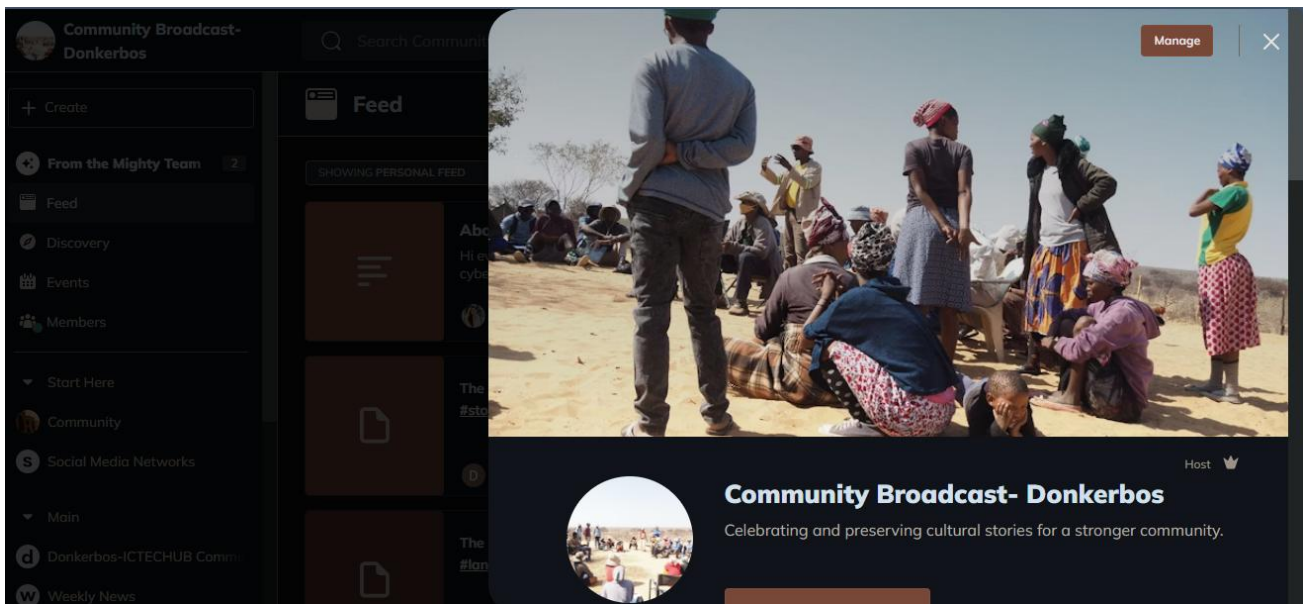 Community Broadcast-
Donkerbos
Search Communit
Manage
+ Create
Feed
From the Mighty Team 2
SHOWING PERSONAL FEED
Feed
Discovery
Events
Members
Abo
Hi e
cybe
Start Here
Community
S Social Media Networks
The
#sto
D
Main
Donkerbos-ICTECHUB Comm
W Weekly News
The
#lan
Host
Community Broadcast- Donkerbos
Celebrating and preserving cultural stories for a stronger community.